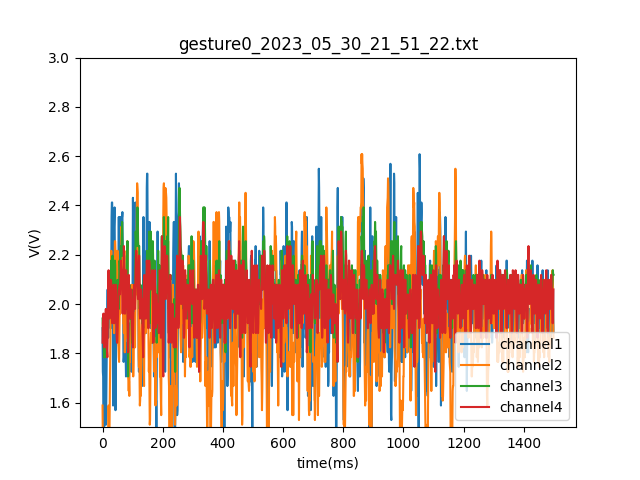 gesture0_2023_05_30_21_51_22.txt
3.0
2.8
2.6
2.4
2.2
2.0
1.8
1.6
V(V)
channel1
channel2
channel3
channel4
0 200 400 600 800 1000 1200 1400
time(ms)